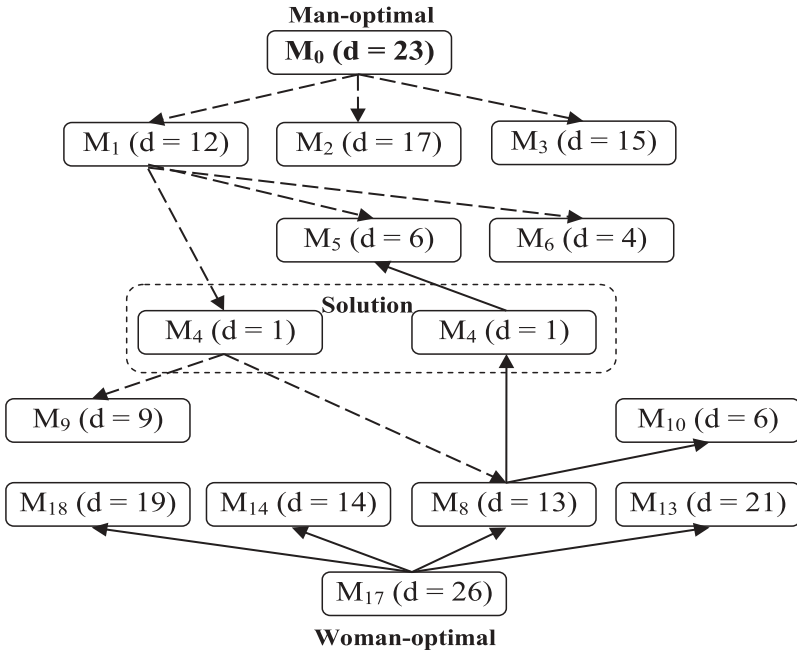 Man-optimal
M₀ (d = 23)
M₁ (d = 12) M₂ (d = 17) M₃ (d = 15)
M₅ (d = 6) M₆ (d = 4)
Solution
M₄ (d = 1) M₄ (d = 1)
M₉ (d = 9) M₁₀ (d = 6)
M₁₈ (d = 19) M₁₄ (d = 14) M₈ (d = 13) M₁₃ (d = 21)
M₁₇ (d = 26)
Woman-optimal